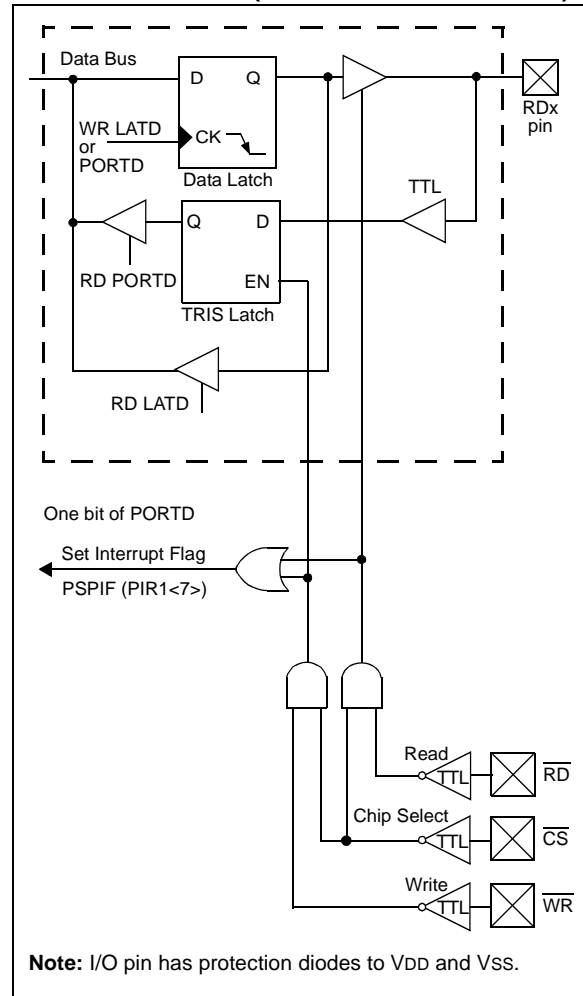 Data Bus
D Q
WR LATD
or
PORTD
CK
Data Latch
RDx
pin
TTL
Q D
RD PORTD
EN
TRIS Latch
RD LATD
One bit of PORTD
Set Interrupt Flag
PSPIF (PIR1<7>)
Read
TTL
RD
Chip Select
TTL
CS
Write
TTL
WR
Note: I/O pin has protection diodes to VDD and VSS.